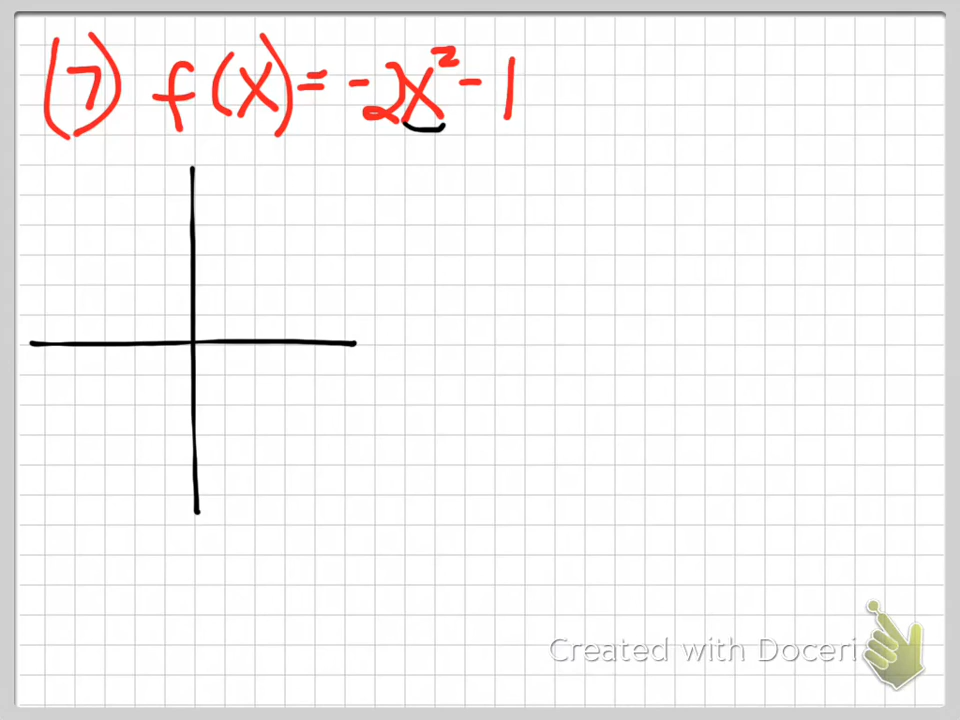 (7) f(x) = -2x² - 1
Created with Doceri